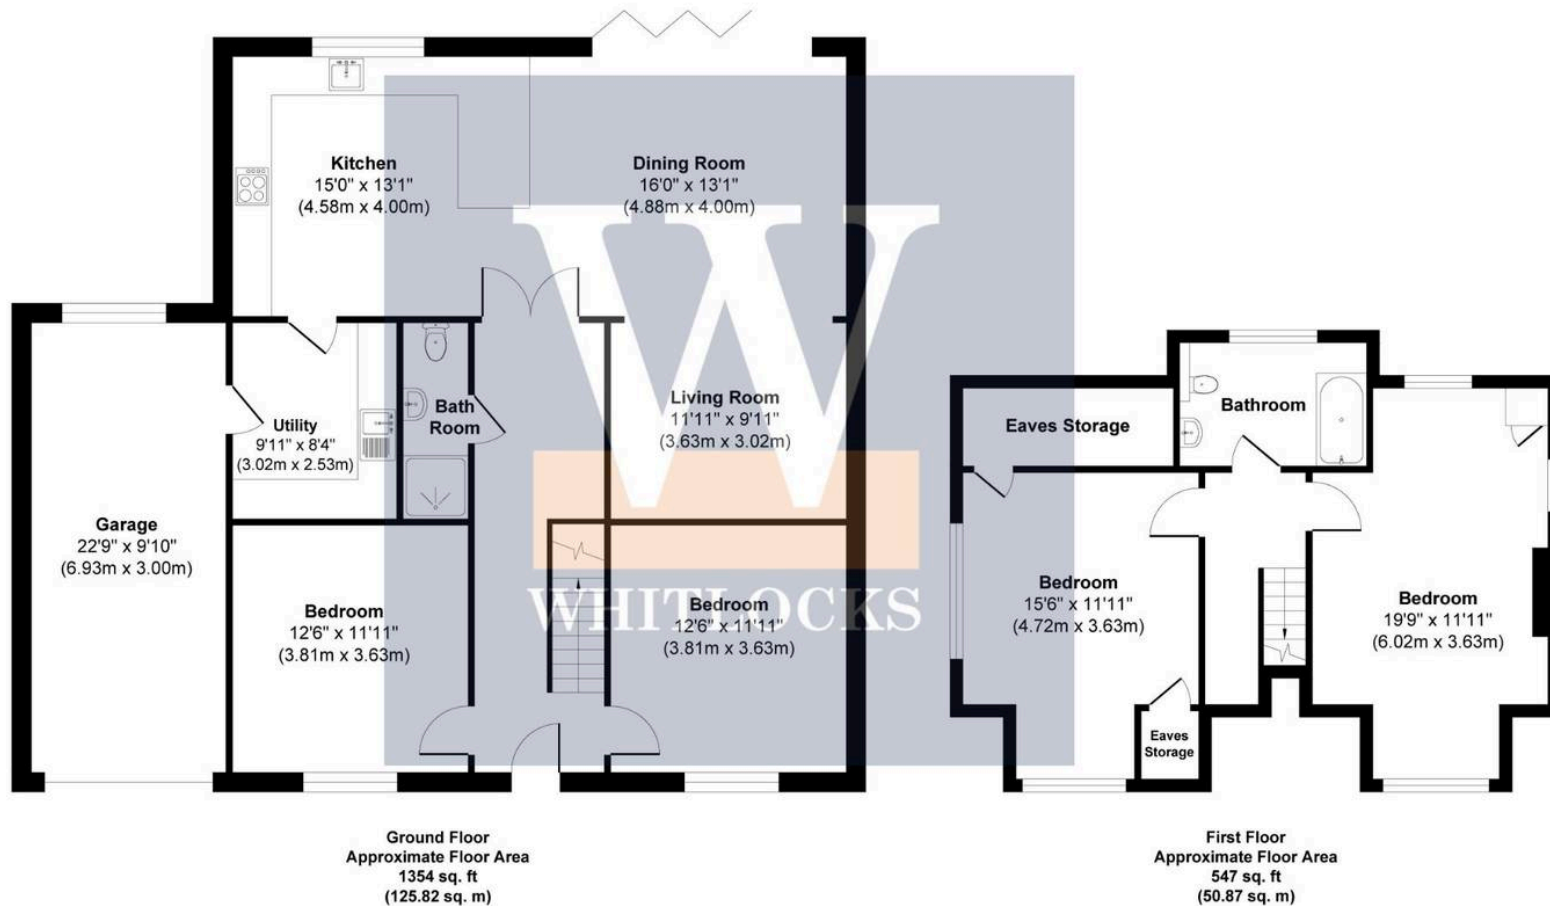 Kitchen
15'0" x 13'1"
(4.58m x 4.00m)
Dining Room
16'0" x 13'1"
(4.88m x 4.00m)
W
Living Room
11'11" x 9'11"
(3.63m x 3.02m)
Bath
Room
Utility
9'11" x 8'4"
(3.02m x 2.53m)
Garage
22'9" x 9'10"
(6.93m x 3.00m)
Bedroom
12'6" x 11'11"
(3.81m x 3.63m)
WHITLOCKS
Bedroom
12'6" x 11'11"
(3.81m x 3.63m)
Ground Floor
Approximate Floor Area
1354 sq. ft
(125.82 sq. m)
Eaves Storage
Bathroom
Bedroom
15'6" x 11'11"
(4.72m x 3.63m)
Bedroom
19'9" x 11'11"
(6.02m x 3.63m)
Eaves
Storage
First Floor
Approximate Floor Area
547 sq. ft
(50.87 sq. m)